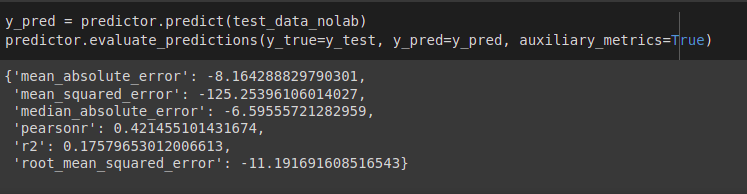 y_pred = predictor.predict(test_data_nolab)
predictor.evaluate_predictions(y_true=y_test, y_pred=y_pred, auxiliary_metrics=True)
{'mean_absolute_error': -8.164288829790301,
'mean_squared_error': -125.25396106014027,
'median_absolute_error': -6.59555721282959,
'pearsonr': 0.421455101431674,
'r2': 0.17579653012006613,
'root_mean_squared_error': -11.191691608516543}